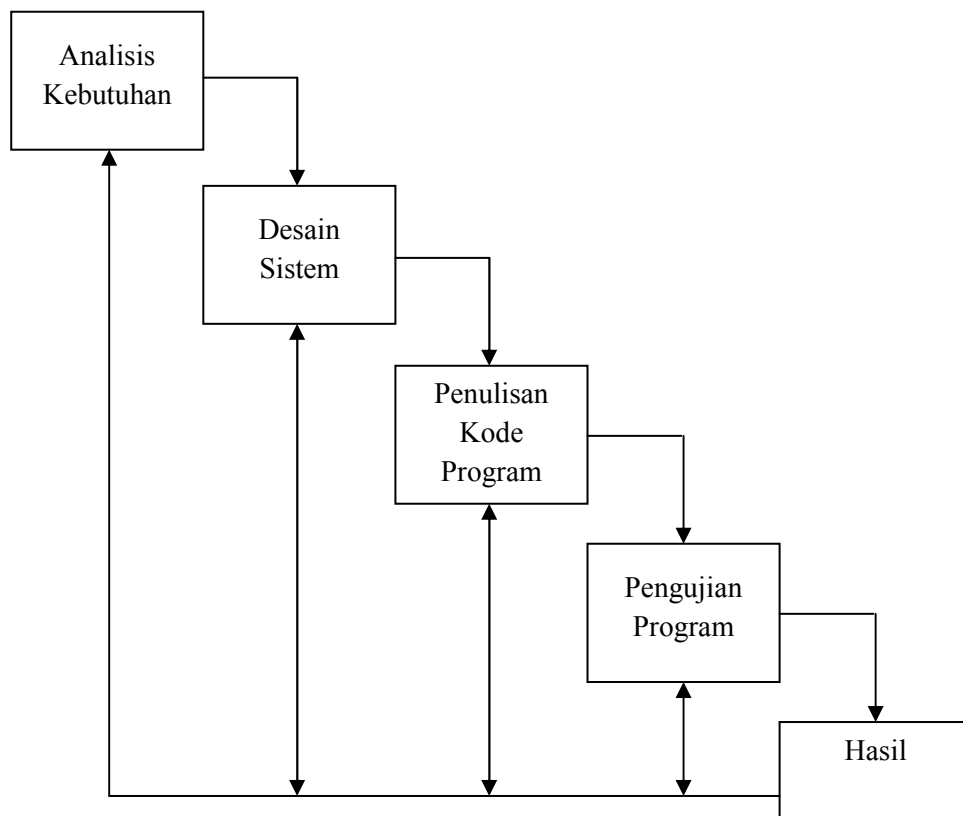 Analisis
Kebutuhan
Desain
Sistem
Penulisan
Kode
Program
Pengujian
Program
Hasil